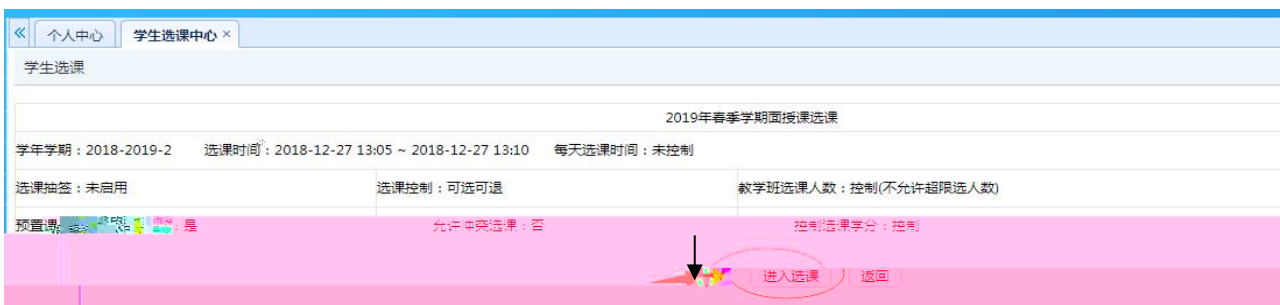 个人中心 学生选课中心 ×
学生选课
2019年春季学期面授课选课
学年学期：2018-2019-2 选课时间：2018-12-27 13:05 ~ 2018-12-27 13:10 每天选课时间：未控制
选课抽签：未启用 选课控制：可选可退 教学班选课人数：控制(不允许超限选人数)
预置课 ：是 允许冲突选课：否 控制选课学分：控制
进入选课 返回